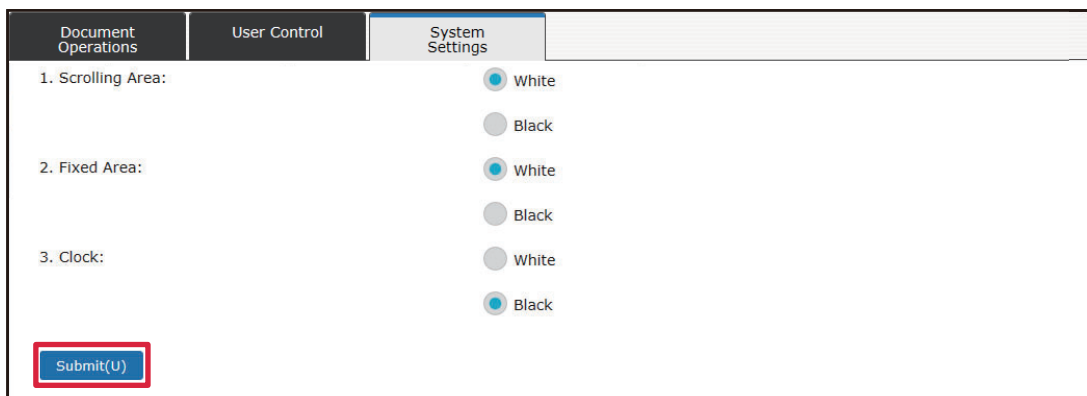 Document
Operations
User Control
System
Settings
1. Scrolling Area:
White
Black
2. Fixed Area:
White
Black
3. Clock:
White
Black
Submit(U)